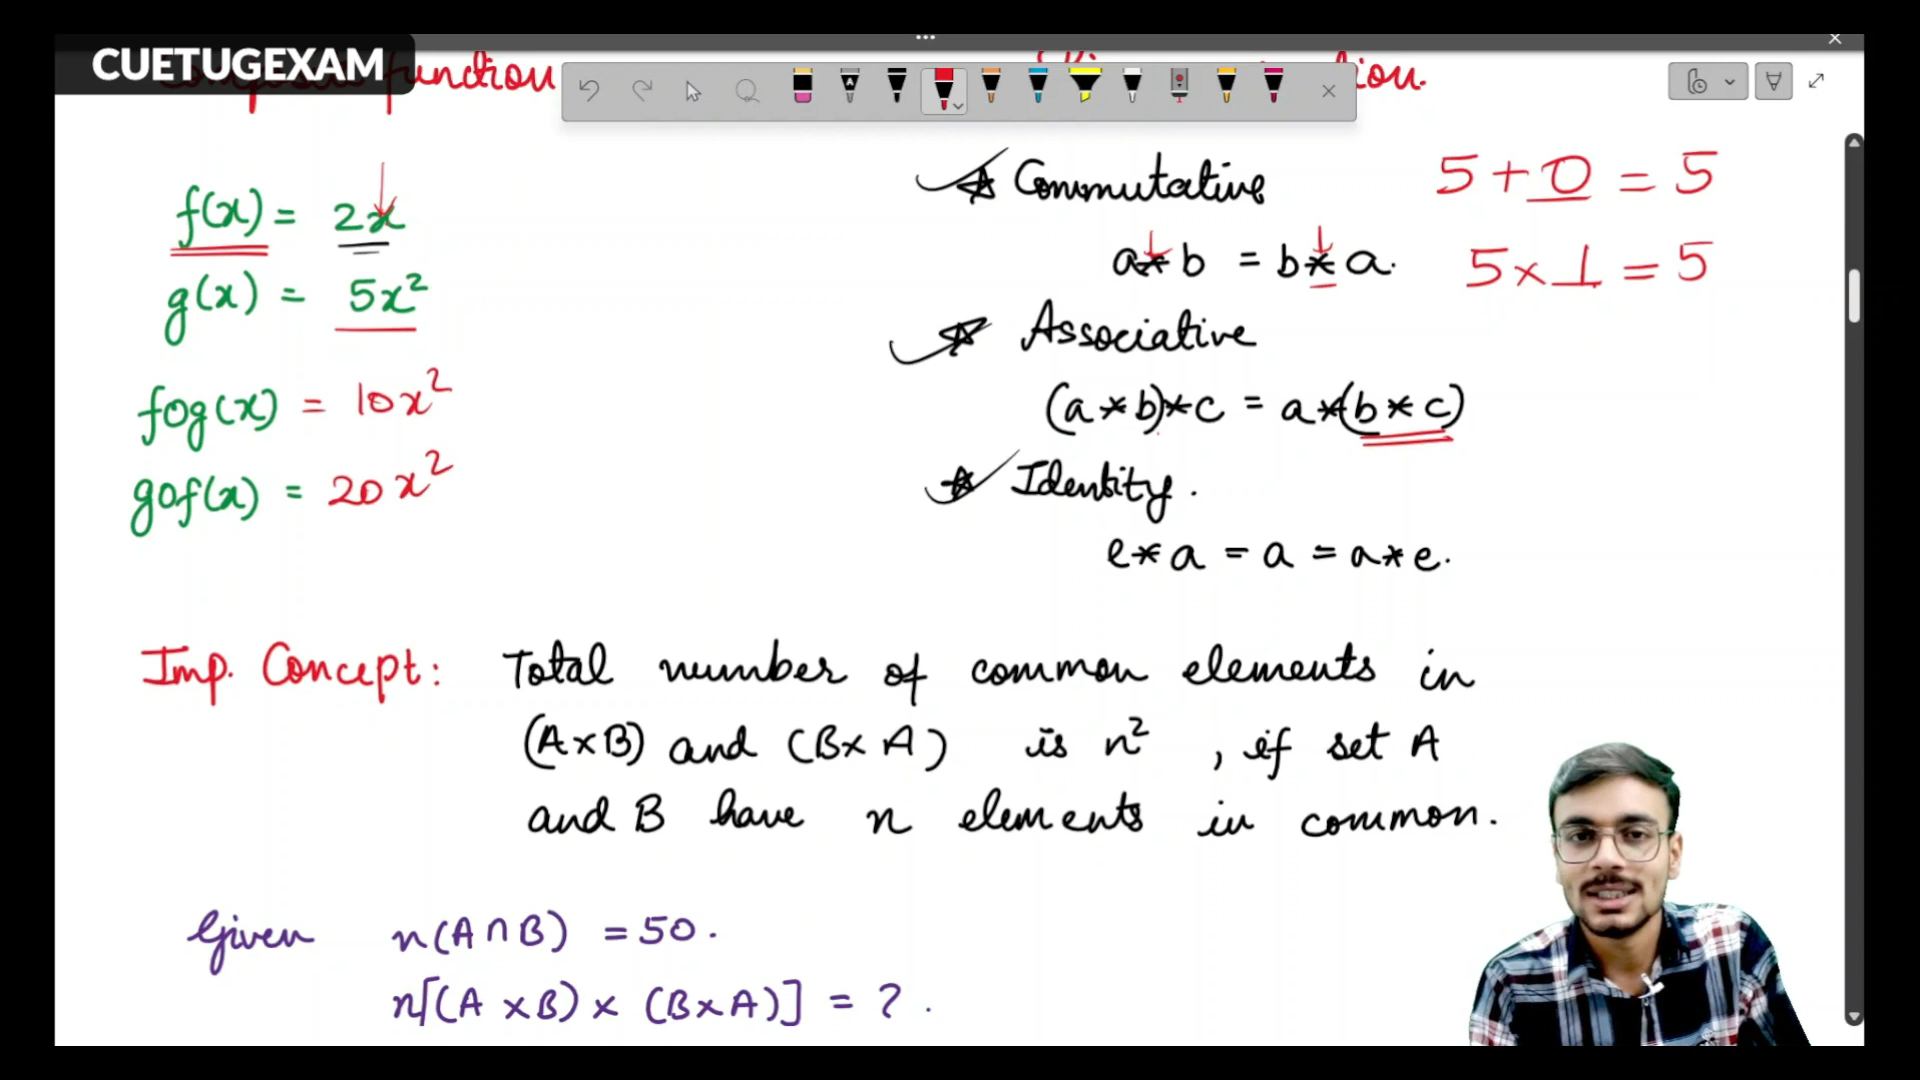 CUETUGEXAM
function
f(x) = 2x
g(x) = 5x²
fog(x) = 10x²
gof(x) = 20x²
Commutative
a * b = b * a.
5 + 0 = 5
5 × 1 = 5
Associative
(a * b) * c = a * (b * c)
Identity.
e * a = a = a * e.
Imp. Concept: Total number of common elements in
(A×B) and (B×A) is n², if set A
and B have n elements in common.
Given n(A∩B) = 50.
n[(A×B) × (B×A)] = ?.